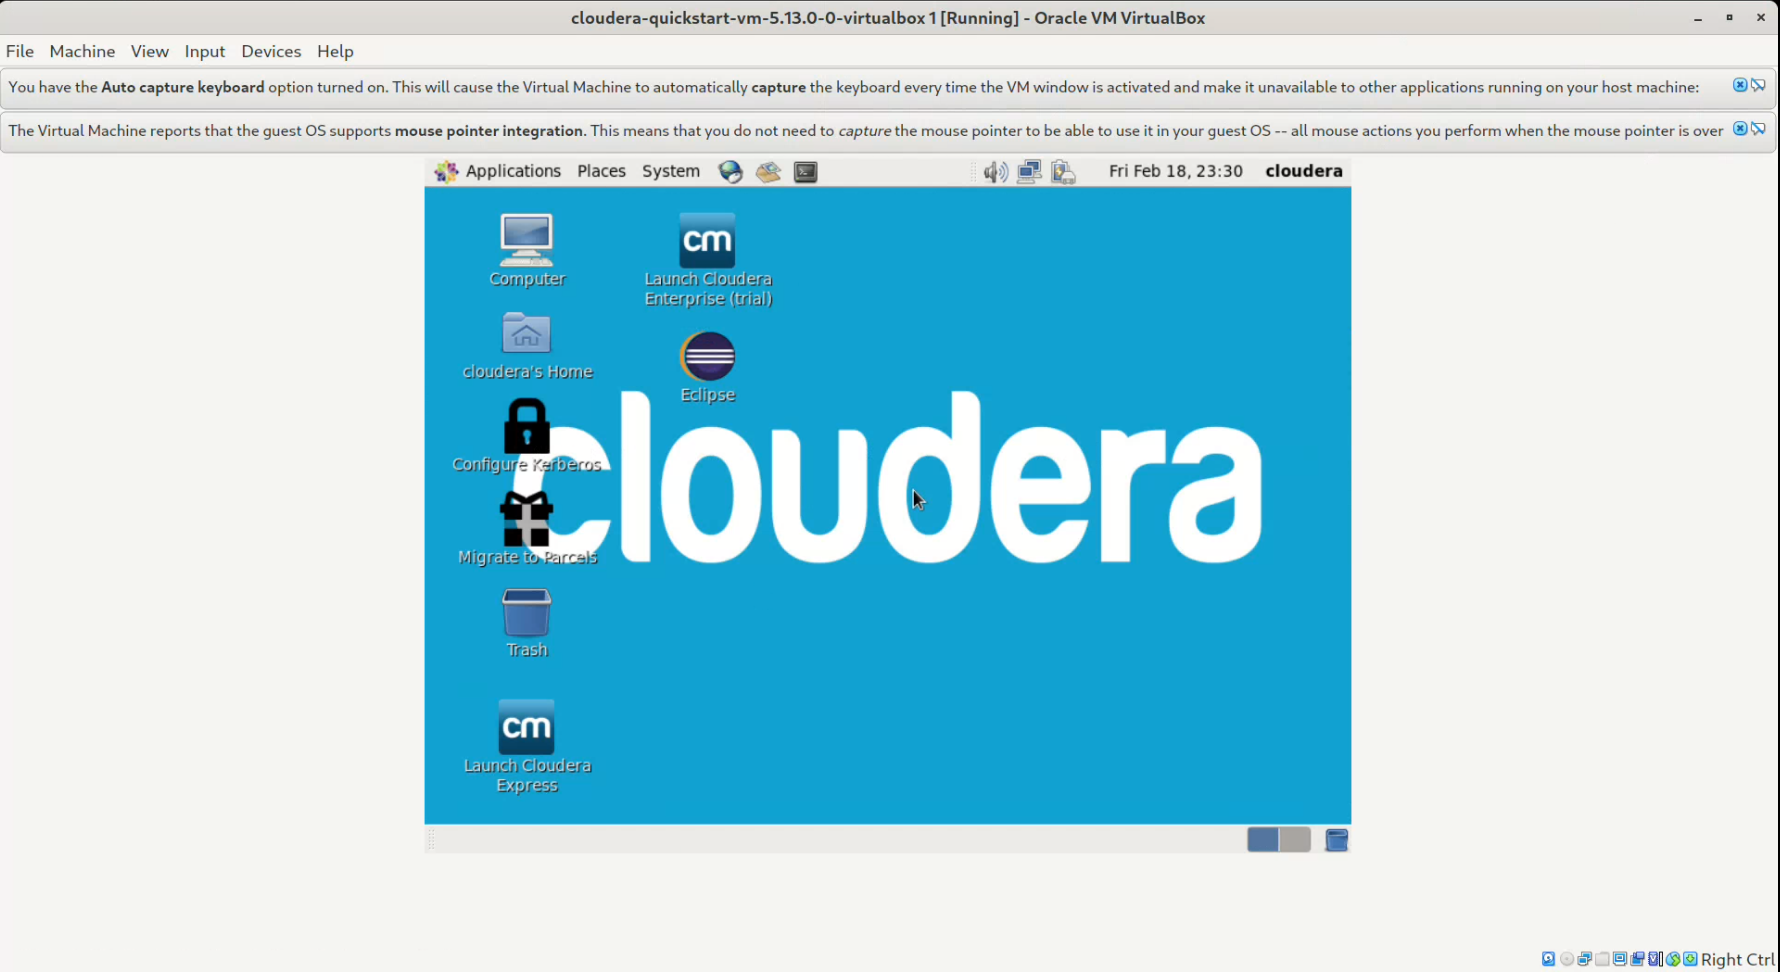 cloudera-quickstart-vm-5.13.0-0-virtualbox 1 [Running] - Oracle VM VirtualBox
File Machine View Input Devices Help
You have the Auto capture keyboard option turned on. This will cause the Virtual Machine to automatically capture the keyboard every time the VM window is activated and make it unavailable to other applications running on your host machine:
The Virtual Machine reports that the guest OS supports mouse pointer integration. This means that you do not need to capture the mouse pointer to be able to use it in your guest OS -- all mouse actions you perform when the mouse pointer is over
Applications Places System Fri Feb 18, 23:30 cloudera
Computer
cm
Launch Cloudera
Enterprise (trial)
cloudera's Home
Eclipse
cloudera
Configure Kerberos
Migrate to Parcels
Trash
cm
Launch Cloudera
Express
Right Ctrl